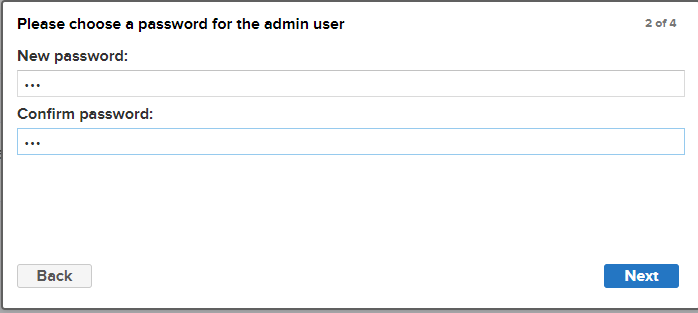 Please choose a password for the admin user
2 of 4
New password:
•••
Confirm password:
•••
Back
Next